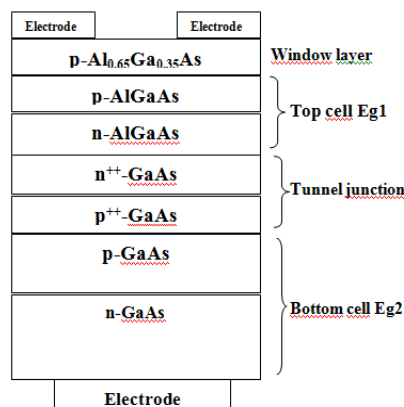 Electrode Electrode
p-Al₀.₆₅Ga₀.₃₅As Window layer
p-AlGaAs
Top cell Eg1
n-AlGaAs
n⁺⁺-GaAs
Tunnel junction
p⁺⁺-GaAs
p-GaAs
n-GaAs Bottom cell Eg2
Electrode